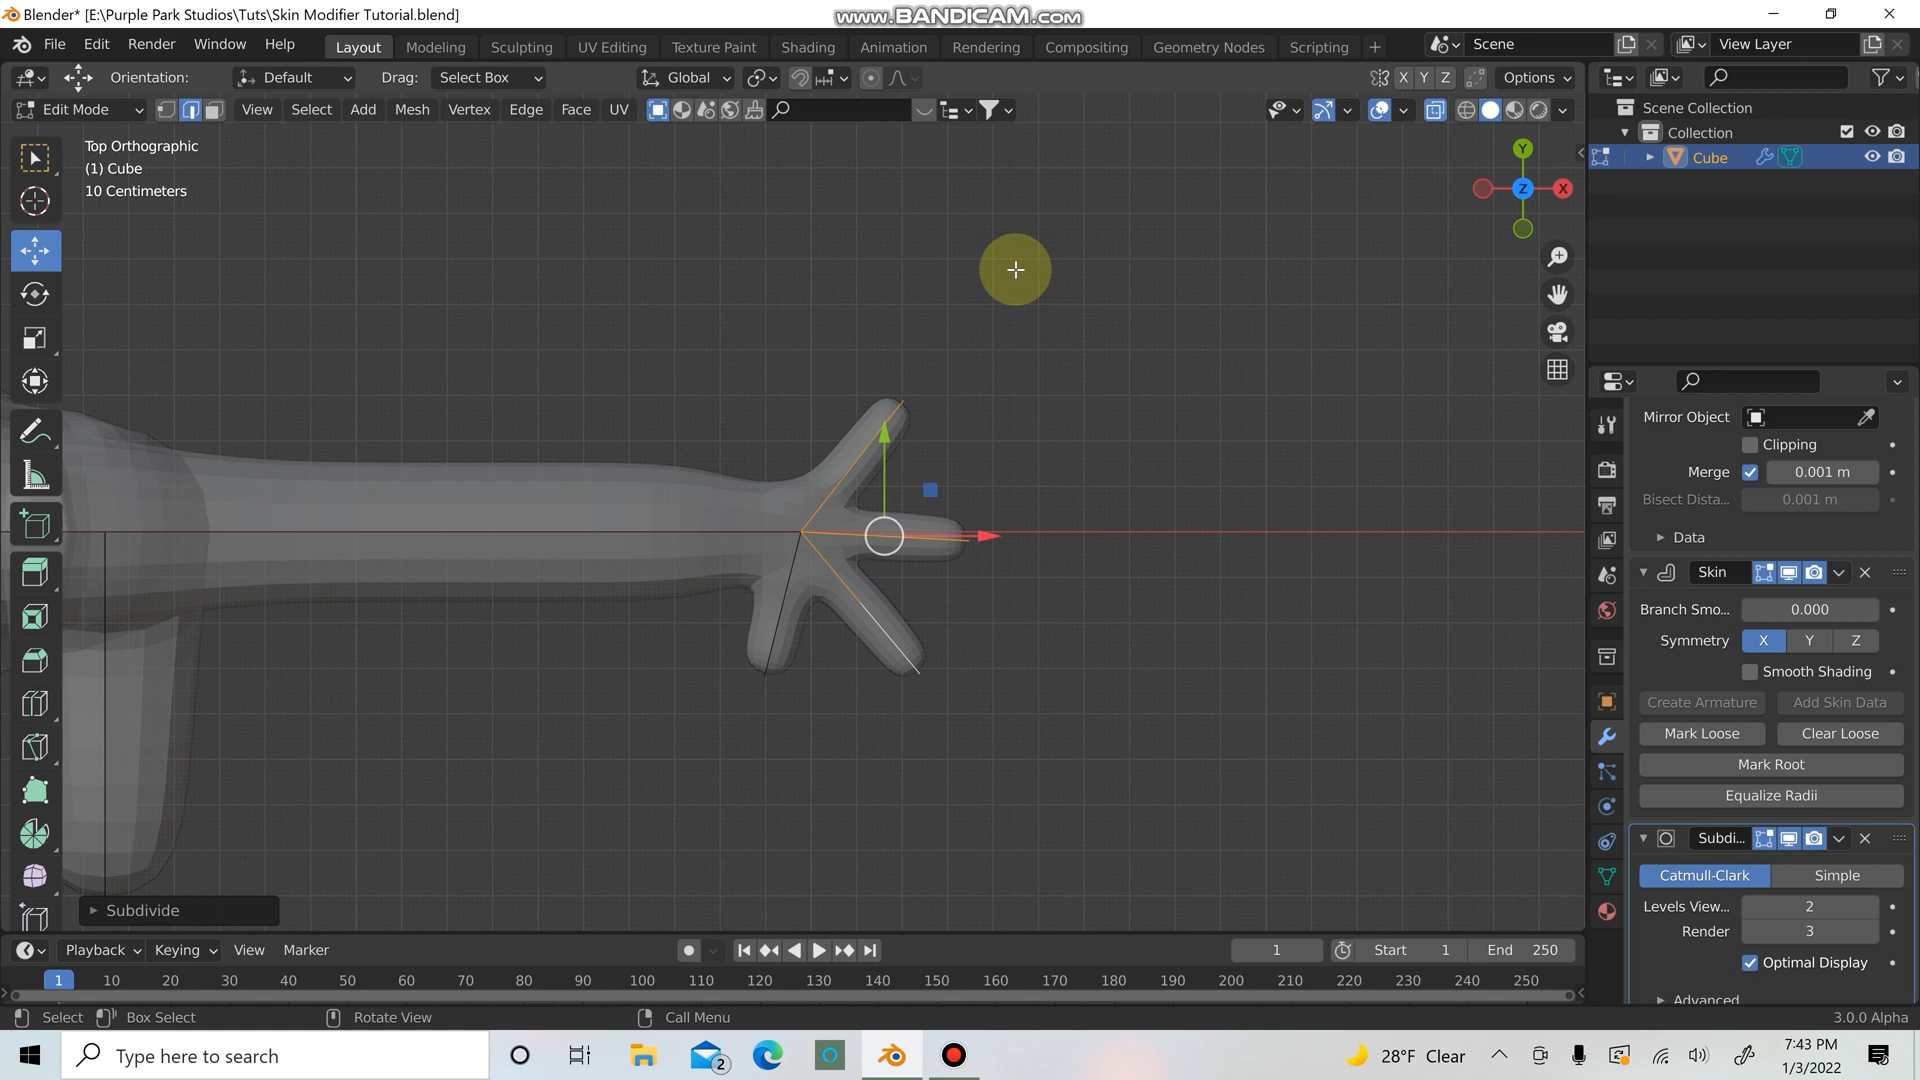 Blender* [E:\Purple Park Studios\Tuts\Skin Modifier Tutorial.blend]
www.BANDICAM.com
File Edit Render Window Help
Layout Modeling Sculpting UV Editing Texture Paint Shading Animation Rendering Compositing Geometry Nodes Scripting +
Scene
View Layer
Orientation: Default Drag: Select Box Global X Y Z Options
Edit Mode View Select Add Mesh Vertex Edge Face UV
Scene Collection
Collection
Cube
Top Orthographic
(1) Cube
10 Centimeters
Y
Z X
Mirror Object
Clipping
Merge 0.001 m
Bisect Dista... 0.001 m
Data
Skin
Branch Smo... 0.000
Symmetry X Y Z
Smooth Shading
Create Armature Add Skin Data
Mark Loose Clear Loose
Mark Root
Equalize Radii
Subdi...
Catmull-Clark Simple
Levels View... 2
Render 3
Optimal Display
Advanced
Subdivide
Playback Keying View Marker 1 Start 1 End 250
1 10 20 30 40 50 60 70 80 90 100 110 120 130 140 150 160 170 180 190 200 210 220 230 240 250
Select Box Select Rotate View Call Menu 3.0.0 Alpha
Type here to search
2
28°F Clear
7:43 PM
1/3/2022